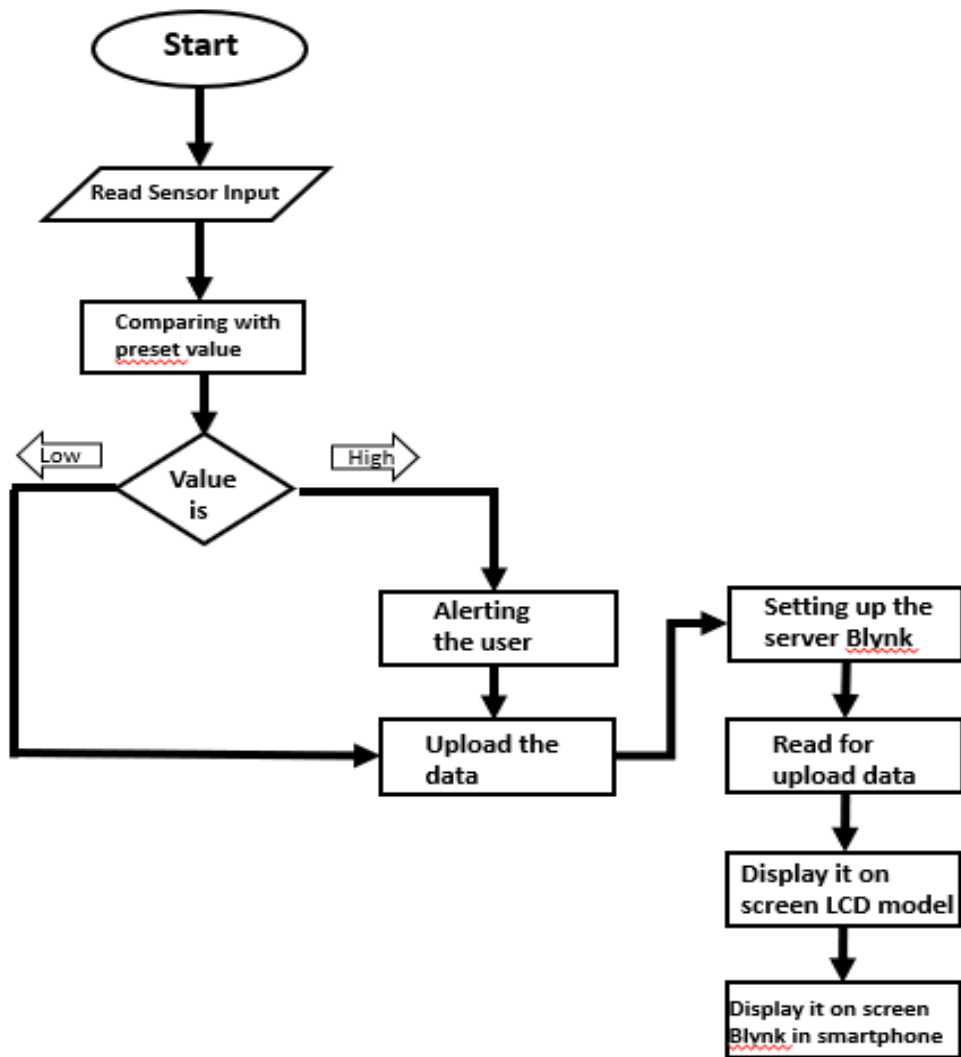 Start
Read Sensor Input
Comparing with
preset value
Low
High
Value
is
Alerting
the user
Upload the
data
Setting up the
server Blynk
Read for
upload data
Display it on
screen LCD model
Display it on screen
Blynk in smartphone